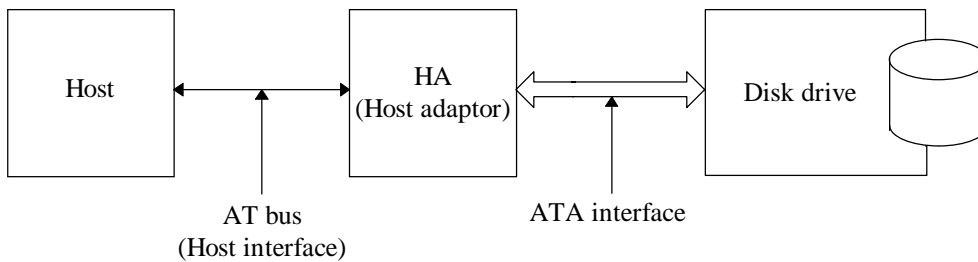 Host
HA
(Host adaptor)
Disk drive
AT bus
(Host interface)
ATA interface